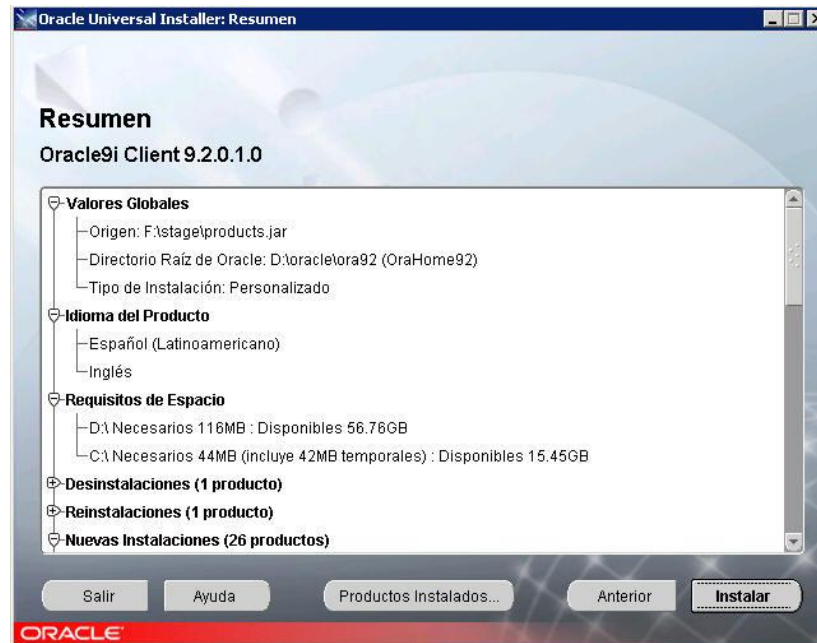 Oracle Universal Installer: Resumen
Resumen
Oracle9i Client 9.2.0.1.0
Valores Globales
Origen: F:\stage\products.jar
Directorio Raíz de Oracle: D:\oracle\ora92 (OraHome92)
Tipo de Instalación: Personalizado
Idioma del Producto
Español (Latinoamericano)
Inglés
Requisitos de Espacio
D:\ Necesarios 116MB : Disponibles 56.76GB
C:\ Necesarios 44MB (incluye 42MB temporales) : Disponibles 15.45GB
Desinstalaciones (1 producto)
Reinstalaciones (1 producto)
Nuevas Instalaciones (26 productos)
Salir Ayuda Productos Instalados... Anterior Instalar
ORACLE